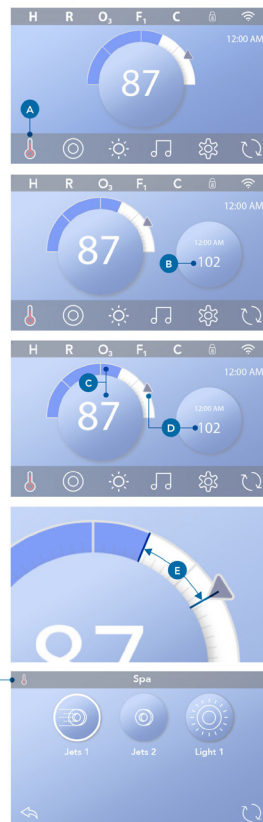 H R O₃ F₁ C
12:00 AM
87
A
H R O₃ F₁ C
12:00 AM
87
12:00 AM
102
B
H R O₃ F₁ C
12:00 AM
87
C
12:00 AM
102
D
87
E
Spa
Jets 1 Jets 2 Light 1